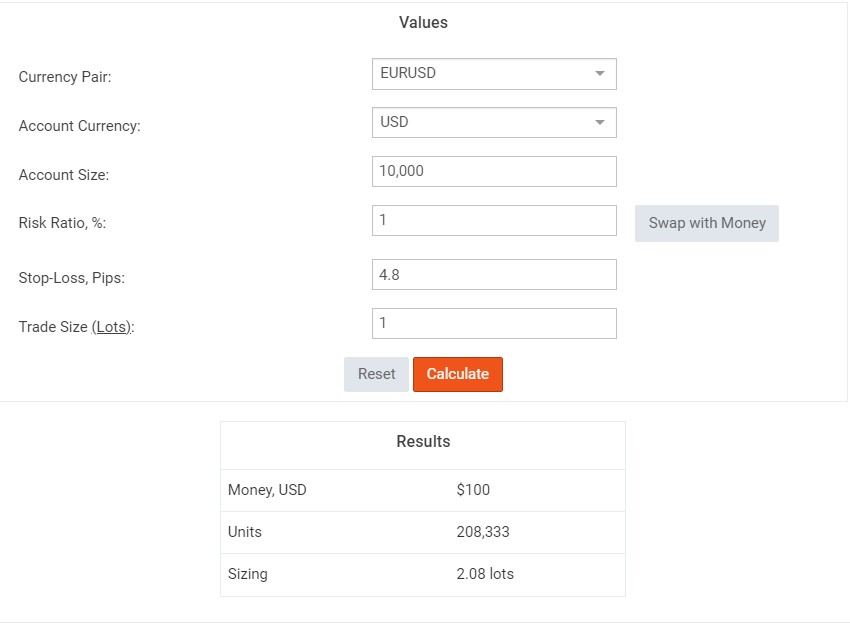 Values
Currency Pair: EURUSD
Account Currency: USD
Account Size: 10,000
Risk Ratio, %: 1 Swap with Money
Stop-Loss, Pips: 4.8
Trade Size (Lots): 1
Reset Calculate
Results
Money, USD $100
Units 208,333
Sizing 2.08 lots